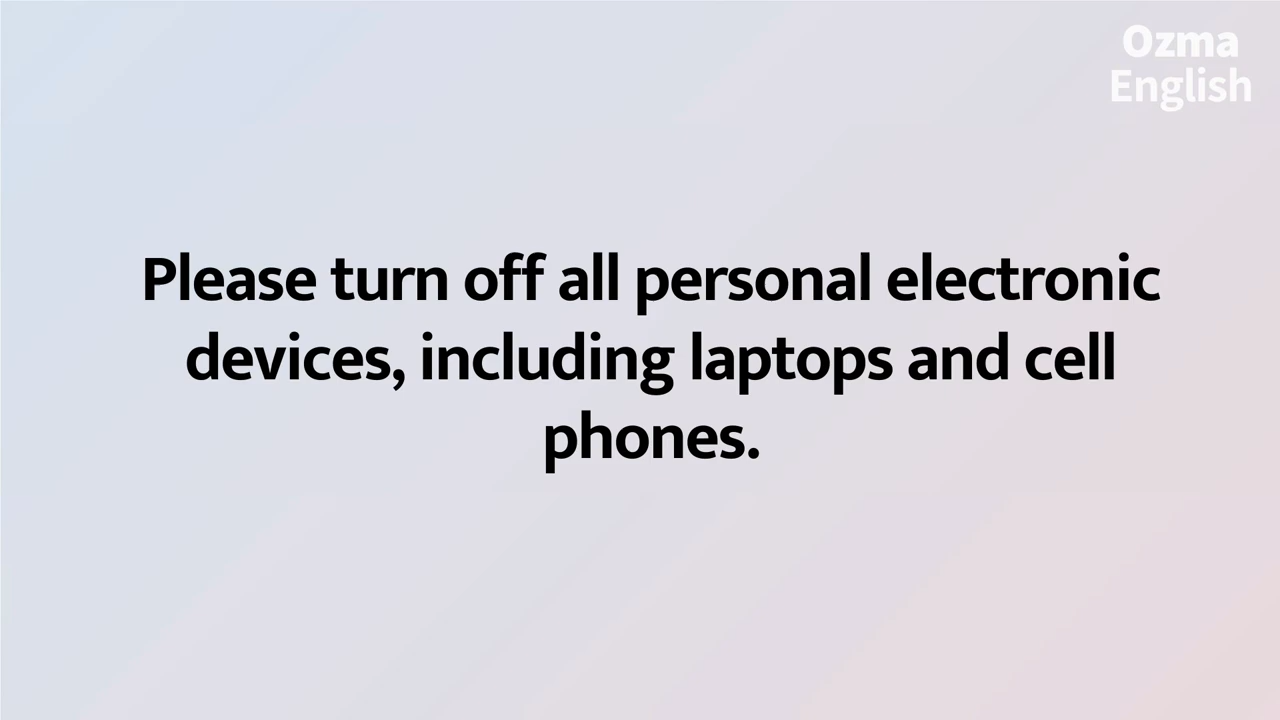 Ozma
English
Please turn off all personal electronic
devices, including laptops and cell
phones.